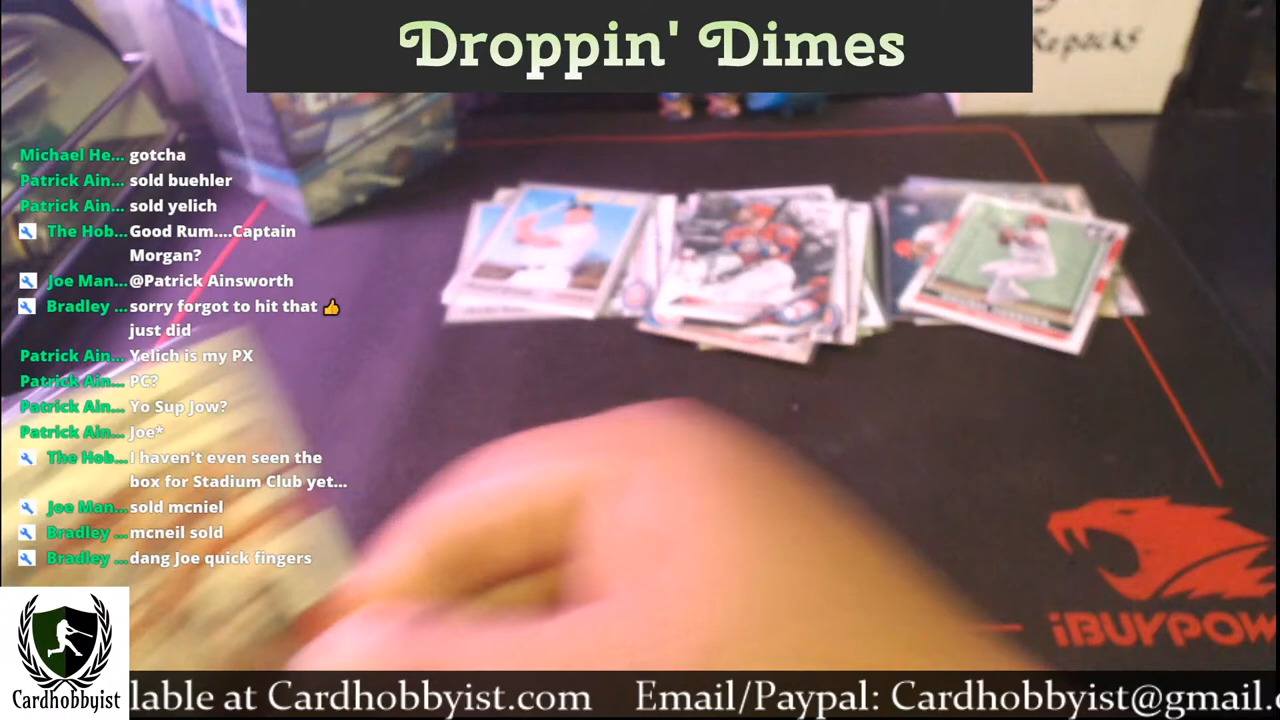 Droppin' Dimes
Repacks
Michael He... gotcha
Patrick Ain... sold buehler
Patrick Ain... sold yelich
The Hob... Good Rum....Captain
Morgan?
Joe Man... @Patrick Ainsworth
Bradley ... sorry forgot to hit that 👍
just did
Patrick Ain... Yelich is my PX
Patrick Ain... PC?
Patrick Ain... Yo Sup Jow?
Patrick Ain... Joe*
The Hob... I haven't even seen the
box for Stadium Club yet...
Joe Man... sold mcniel
Bradley ... mcneil sold
Bradley ... dang Joe quick fingers
iBUYPOW
Cardhobbyist
lable at Cardhobbyist.com Email/Paypal: Cardhobbyist@gmail.c